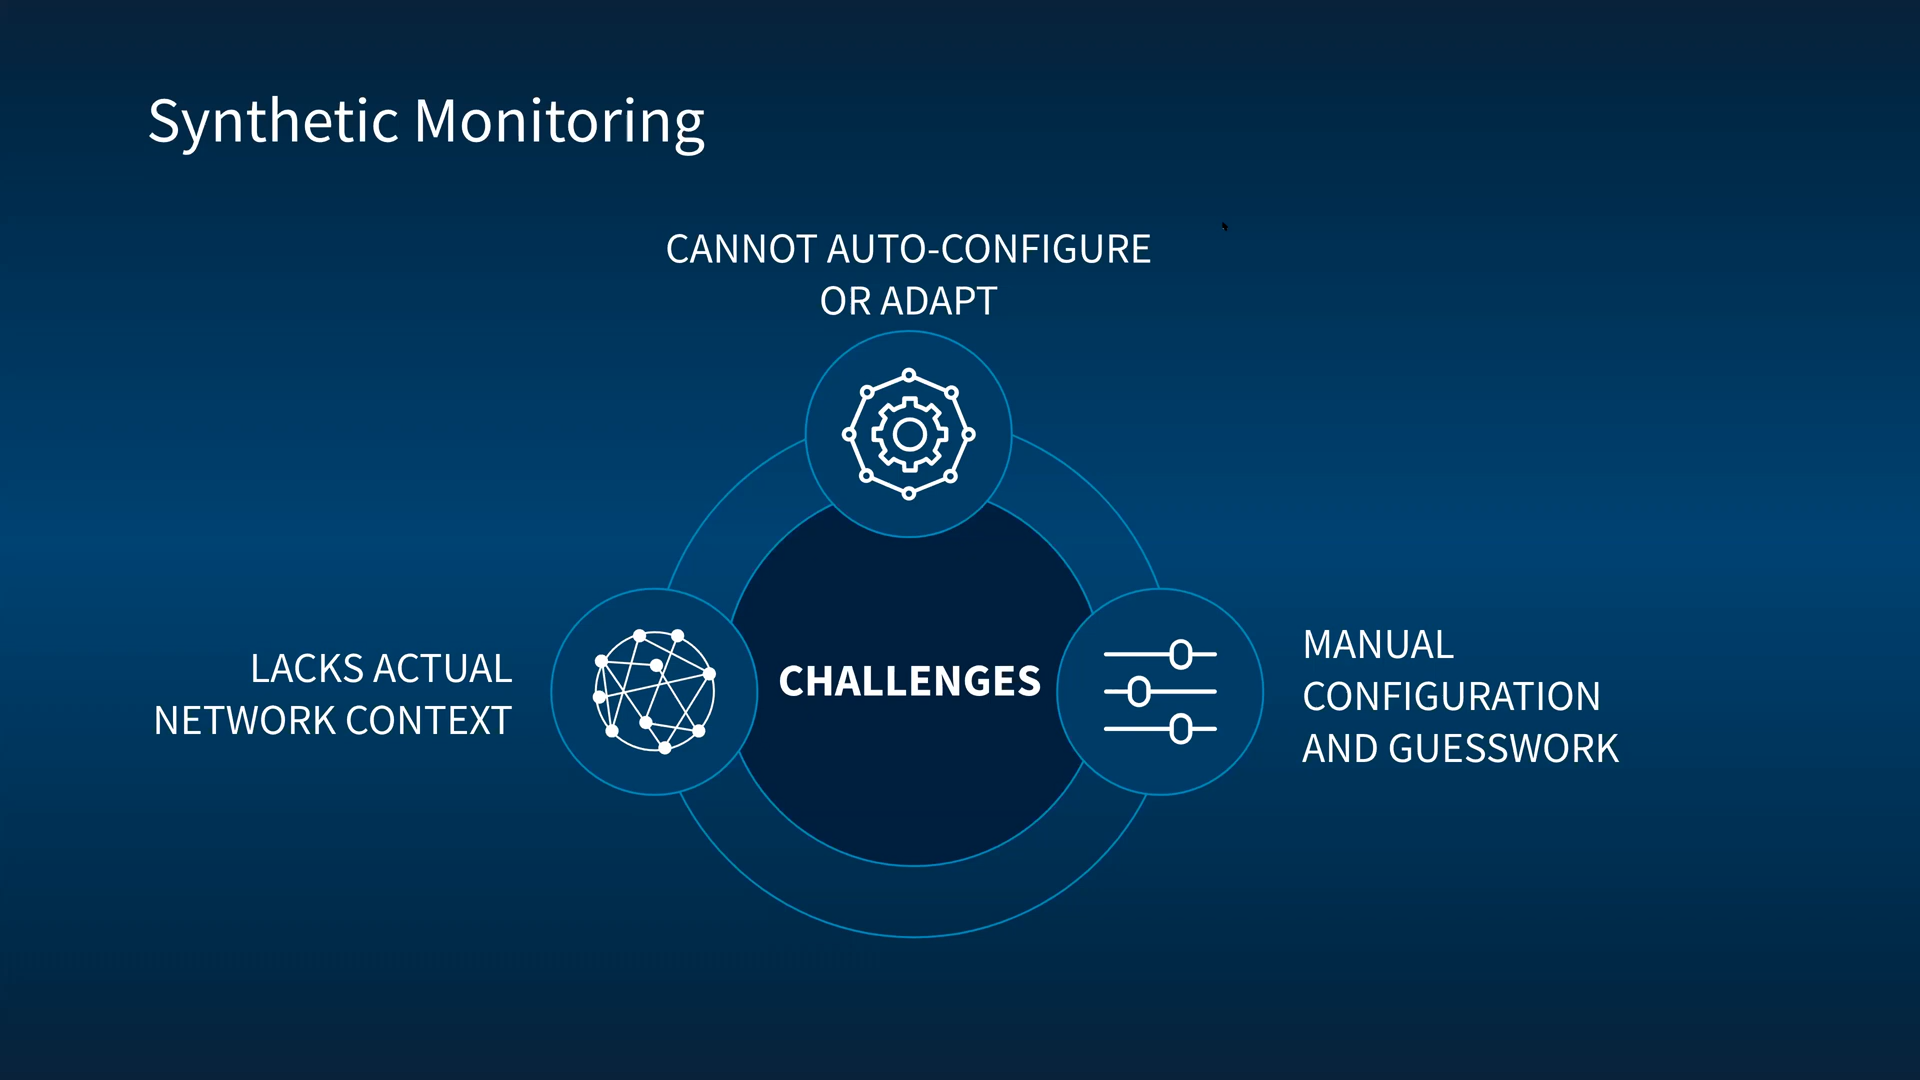 Synthetic Monitoring
CANNOT AUTO-CONFIGURE
OR ADAPT
LACKS ACTUAL
NETWORK CONTEXT
CHALLENGES
MANUAL
CONFIGURATION
AND GUESSWORK